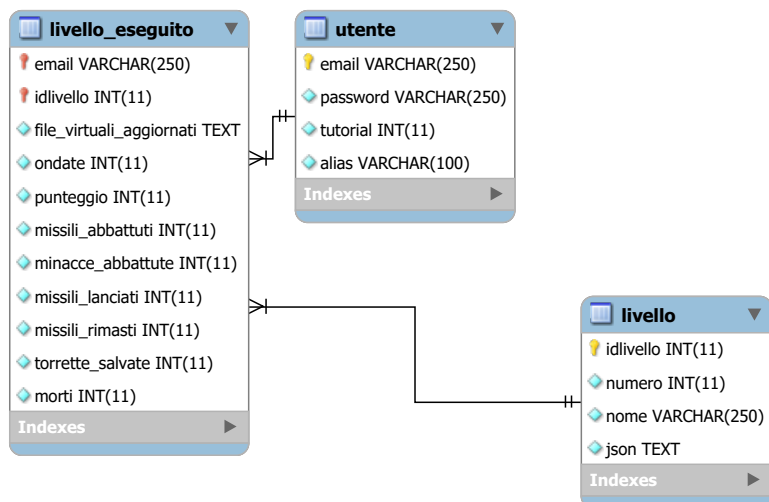 livello_eseguito
email VARCHAR(250)
idlivello INT(11)
file_virtuali_aggiornati TEXT
ondate INT(11)
punteggio INT(11)
missili_abbattuti INT(11)
minacce_abbattute INT(11)
missili_lanciati INT(11)
missili_rimasti INT(11)
torrette_salvate INT(11)
morti INT(11)
Indexes
utente
email VARCHAR(250)
password VARCHAR(250)
tutorial INT(11)
alias VARCHAR(100)
Indexes
livello
idlivello INT(11)
numero INT(11)
nome VARCHAR(250)
json TEXT
Indexes